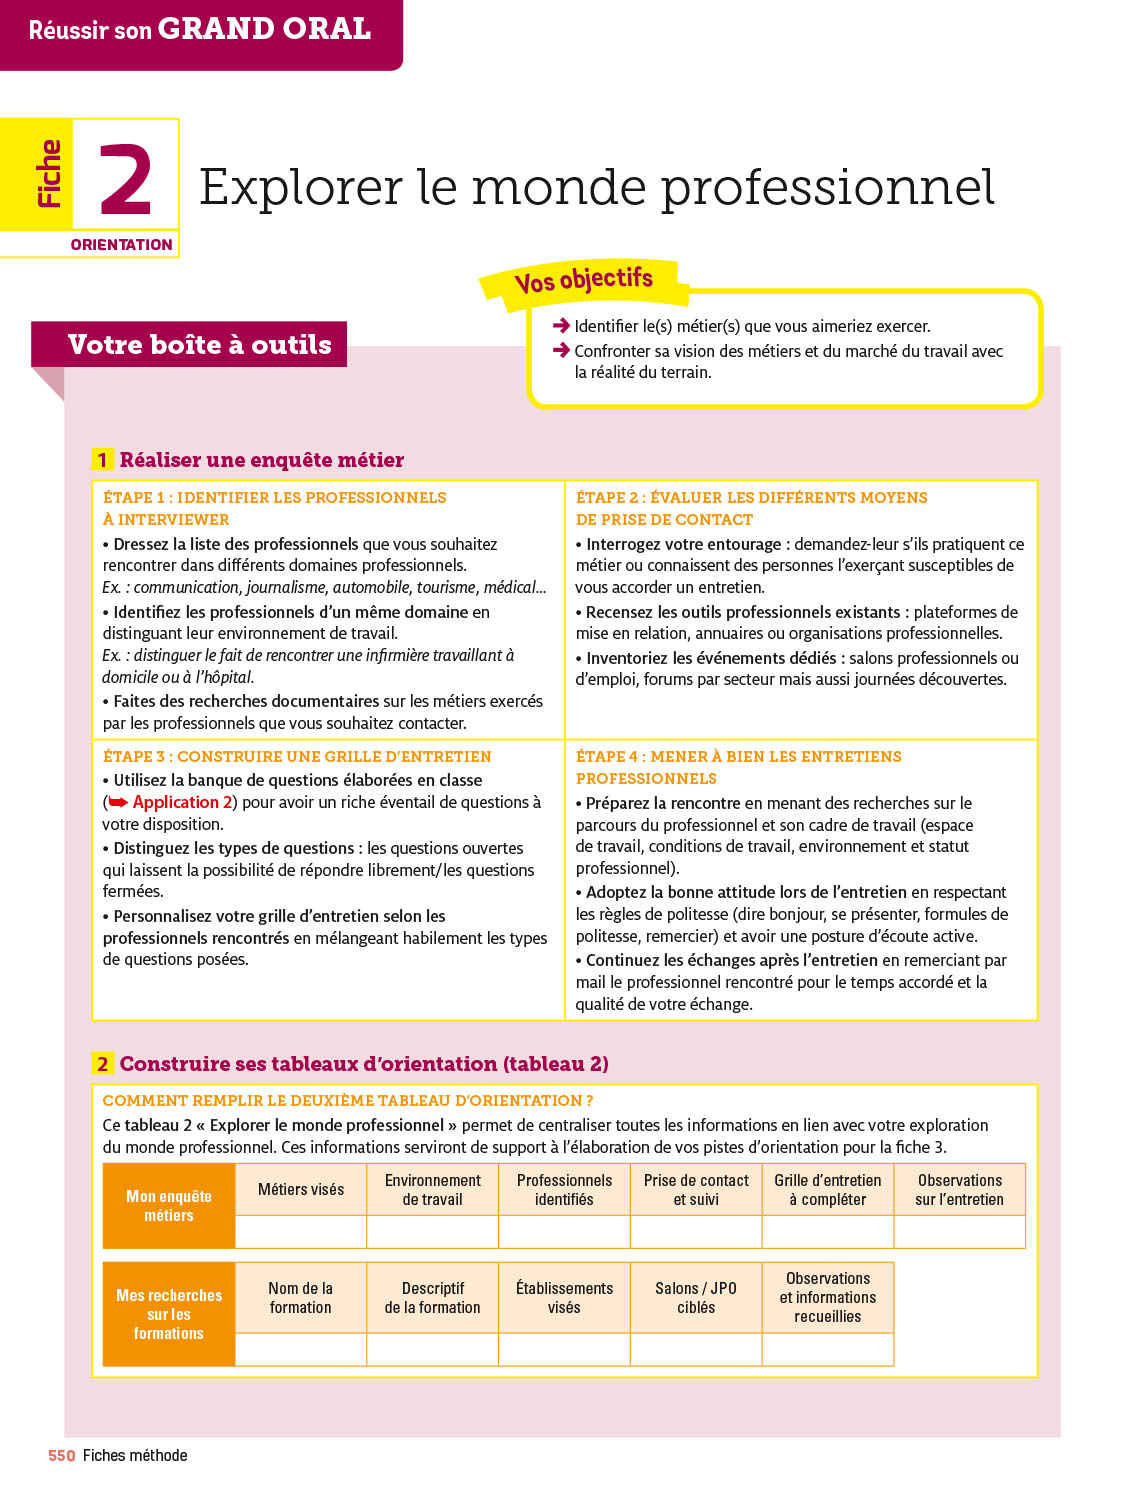 Réussir son GRAND ORAL
Fiche
2
ORIENTATION
Explorer le monde professionnel
Vos objectifs
➔ Identifier le(s) métier(s) que vous aimeriez exercer.
➔ Confronter sa vision des métiers et du marché du travail avec
la réalité du terrain.
Votre boîte à outils
1 Réaliser une enquête métier
ÉTAPE 1 : IDENTIFIER LES PROFESSIONNELS
À INTERVIEWER
• Dressez la liste des professionnels que vous souhaitez
rencontrer dans différents domaines professionnels.
Ex. : communication, journalisme, automobile, tourisme, médical…
• Identifiez les professionnels d’un même domaine en
distinguant leur environnement de travail.
Ex. : distinguer le fait de rencontrer une infirmière travaillant à
domicile ou à l’hôpital.
• Faites des recherches documentaires sur les métiers exercés
par les professionnels que vous souhaitez contacter.
ÉTAPE 2 : ÉVALUER LES DIFFÉRENTS MOYENS
DE PRISE DE CONTACT
• Interrogez votre entourage : demandez-leur s’ils pratiquent ce
métier ou connaissent des personnes l’exerçant susceptibles de
vous accorder un entretien.
• Recensez les outils professionnels existants : plateformes de
mise en relation, annuaires ou organisations professionnelles.
• Inventoriez les événements dédiés : salons professionnels ou
d’emploi, forums par secteur mais aussi journées découvertes.
ÉTAPE 3 : CONSTRUIRE UNE GRILLE D’ENTRETIEN
• Utilisez la banque de questions élaborées en classe
(➥ Application 2) pour avoir un riche éventail de questions à
votre disposition.
• Distinguez les types de questions : les questions ouvertes
qui laissent la possibilité de répondre librement/les questions
fermées.
• Personnalisez votre grille d’entretien selon les
professionnels rencontrés en mélangeant habilement les types
de questions posées.
ÉTAPE 4 : MENER À BIEN LES ENTRETIENS
PROFESSIONNELS
• Préparez la rencontre en menant des recherches sur le
parcours du professionnel et son cadre de travail (espace
de travail, conditions de travail, environnement et statut
professionnel).
• Adoptez la bonne attitude lors de l’entretien en respectant
les règles de politesse (dire bonjour, se présenter, formules de
politesse, remercier) et avoir une posture d’écoute active.
• Continuez les échanges après l’entretien en remerciant par
mail le professionnel rencontré pour le temps accordé et la
qualité de votre échange.
2 Construire ses tableaux d’orientation (tableau 2)
COMMENT REMPLIR LE DEUXIÈME TABLEAU D’ORIENTATION ?
Ce tableau 2 « Explorer le monde professionnel » permet de centraliser toutes les informations en lien avec votre exploration
du monde professionnel. Ces informations serviront de support à l’élaboration de vos pistes d’orientation pour la fiche 3.
Mon enquête
métiers
Métiers visés
Environnement
de travail
Professionnels
identifiés
Prise de contact
et suivi
Grille d’entretien
à compléter
Observations
sur l’entretien
Mes recherches
sur les
formations
Nom de la
formation
Descriptif
de la formation
Établissements
visés
Salons / JPO
ciblés
Observations
et informations
recueillies
550 Fiches méthode